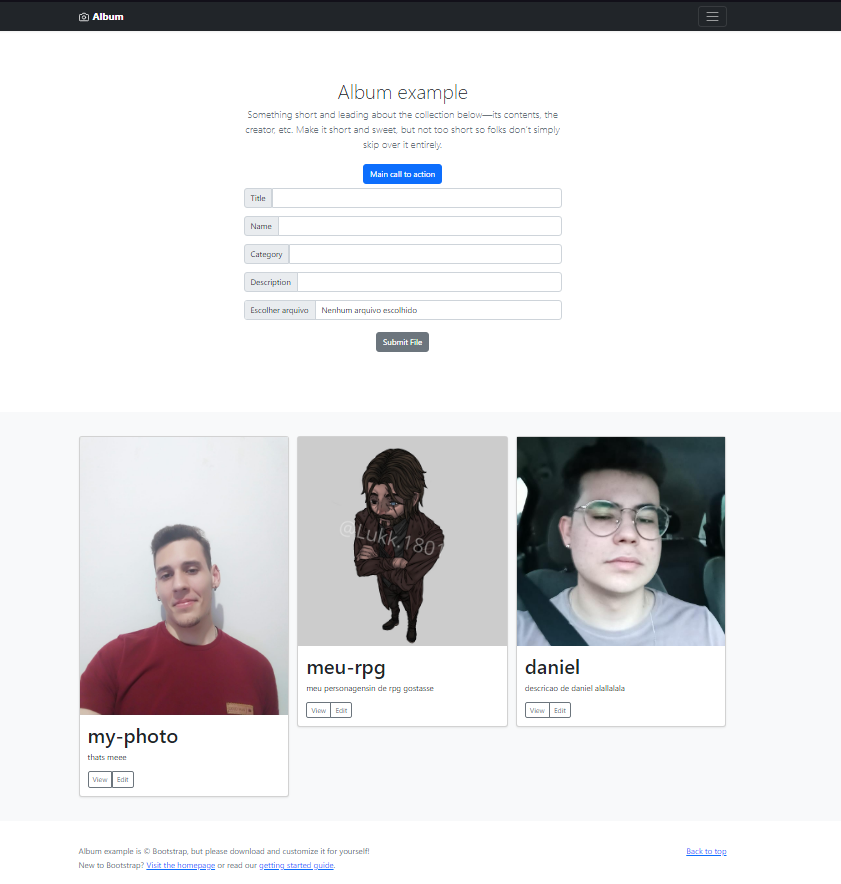 Album
Album example
Something short and leading about the collection below—its contents, the
creator, etc. Make it short and sweet, but not too short so folks don't simply
skip over it entirely.
Main call to action
Title
Name
Category
Description
Escolher arquivo Nenhum arquivo escolhido
Submit File
@Lukk.1801
my-photo
thats meee
View Edit
meu-rpg
meu personagensin de rpg gostasse
View Edit
daniel
descricao de daniel alallalala
View Edit
Album example is © Bootstrap, but please download and customize it for yourself!
New to Bootstrap? Visit the homepage or read our getting started guide.
Back to top